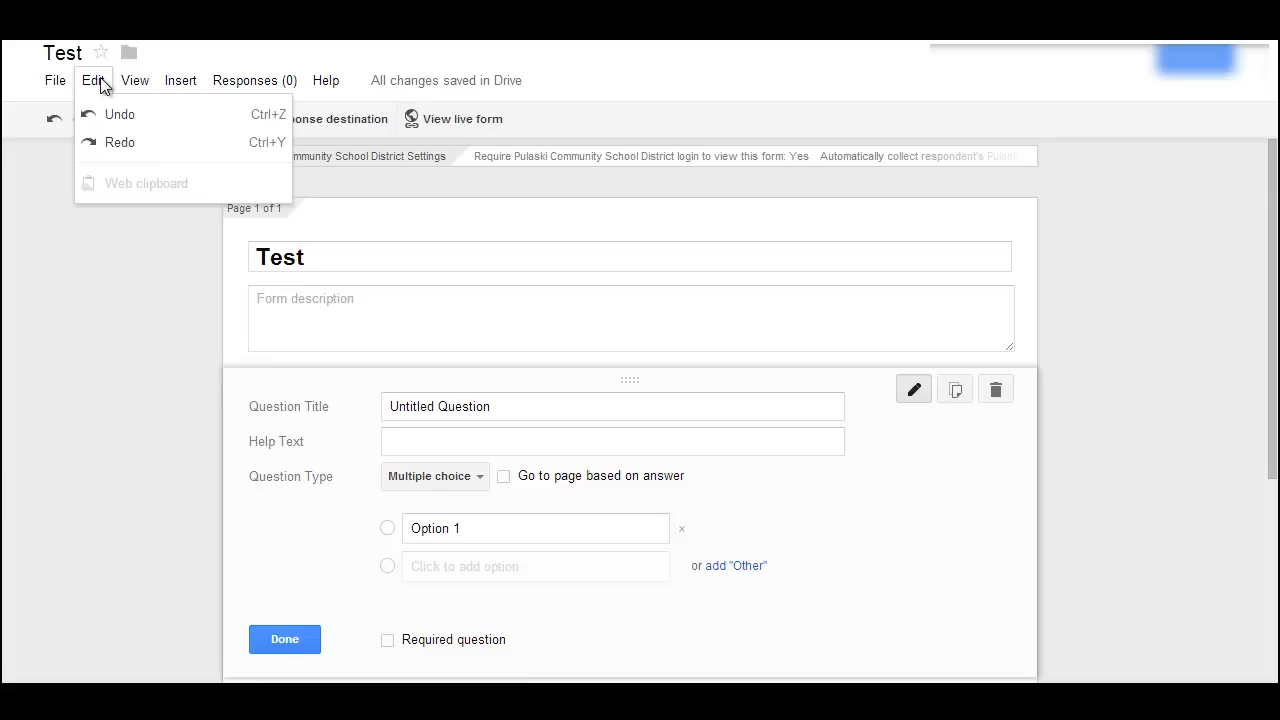 Test
File Edit View Insert Responses (0) Help All changes saved in Drive
Undo Ctrl+Z
Redo Ctrl+Y
Web clipboard
destination
View live form
School District Settings
Require Pulaski Community School District login to view this form: Yes Automatically collect respondent's Pulaski
Page 1 of 1
Test
Form description
Question Title Untitled Question
Help Text
Question Type Multiple choice Go to page based on answer
Option 1 x
Click to add option or add "Other"
Done Required question